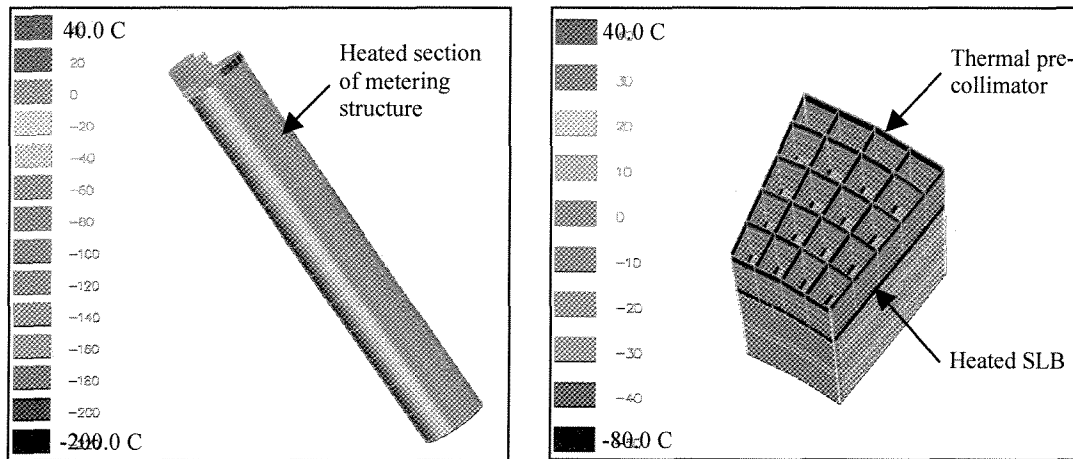 40.0 C
20
0
-20
-40
-60
-80
-100
-120
-140
-160
-180
-200
-200.0 C
Heated section
of metering
structure
40.0 C
30
20
10
0
-10
-20
-30
-40
-80.0 C
Thermal pre-
collimator
Heated SLB